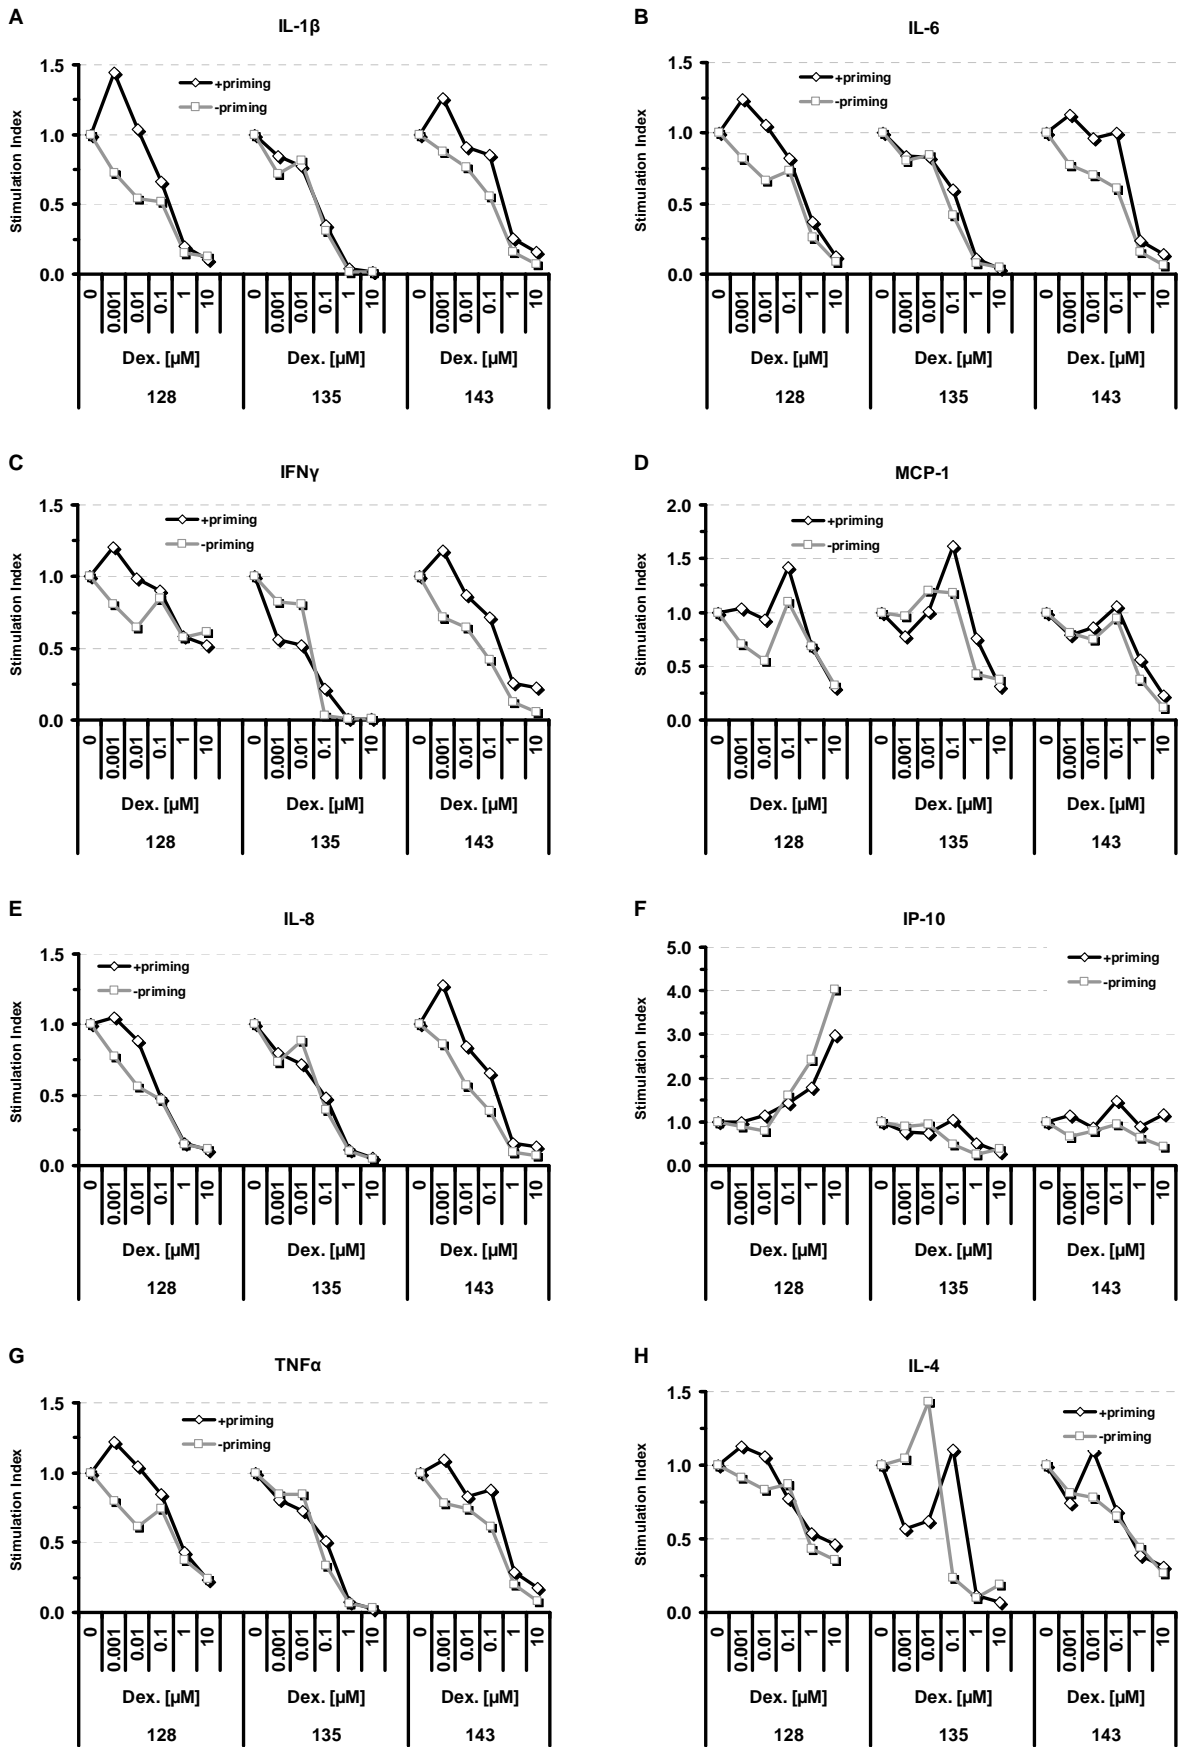 A
IL-1β
1.5
1.0
0.5
0.0
Stimulation Index
+priming
-priming
0 0.001 0.01 0.1 1 10 0 0.001 0.01 0.1 1 10 0 0.001 0.01 0.1 1 10
Dex. [µM] Dex. [µM] Dex. [µM]
128 135 143
B
IL-6
1.5
1.0
0.5
0.0
Stimulation Index
+priming
-priming
0 0.001 0.01 0.1 1 10 0 0.001 0.01 0.1 1 10 0 0.001 0.01 0.1 1 10
Dex. [µM] Dex. [µM] Dex. [µM]
128 135 143
C
IFNγ
1.5
1.0
0.5
0.0
Stimulation Index
+priming
-priming
0 0.001 0.01 0.1 1 10 0 0.001 0.01 0.1 1 10 0 0.001 0.01 0.1 1 10
Dex. [µM] Dex. [µM] Dex. [µM]
128 135 143
D
MCP-1
2.0
1.5
1.0
0.5
0.0
Stimulation Index
+priming
-priming
0 0.001 0.01 0.1 1 10 0 0.001 0.01 0.1 1 10 0 0.001 0.01 0.1 1 10
Dex. [µM] Dex. [µM] Dex. [µM]
128 135 143
E
IL-8
1.5
1.0
0.5
0.0
Stimulation Index
+priming
-priming
0 0.001 0.01 0.1 1 10 0 0.001 0.01 0.1 1 10 0 0.001 0.01 0.1 1 10
Dex. [µM] Dex. [µM] Dex. [µM]
128 135 143
F
IP-10
5.0
4.0
3.0
2.0
1.0
0.0
Stimulation Index
+priming
-priming
0 0.001 0.01 0.1 1 10 0 0.001 0.01 0.1 1 10 0 0.001 0.01 0.1 1 10
Dex. [µM] Dex. [µM] Dex. [µM]
128 135 143
G
TNFα
1.5
1.0
0.5
0.0
Stimulation Index
+priming
-priming
0 0.001 0.01 0.1 1 10 0 0.001 0.01 0.1 1 10 0 0.001 0.01 0.1 1 10
Dex. [µM] Dex. [µM] Dex. [µM]
128 135 143
H
IL-4
1.5
1.0
0.5
0.0
Stimulation Index
+priming
-priming
0 0.001 0.01 0.1 1 10 0 0.001 0.01 0.1 1 10 0 0.001 0.01 0.1 1 10
Dex. [µM] Dex. [µM] Dex. [µM]
128 135 143